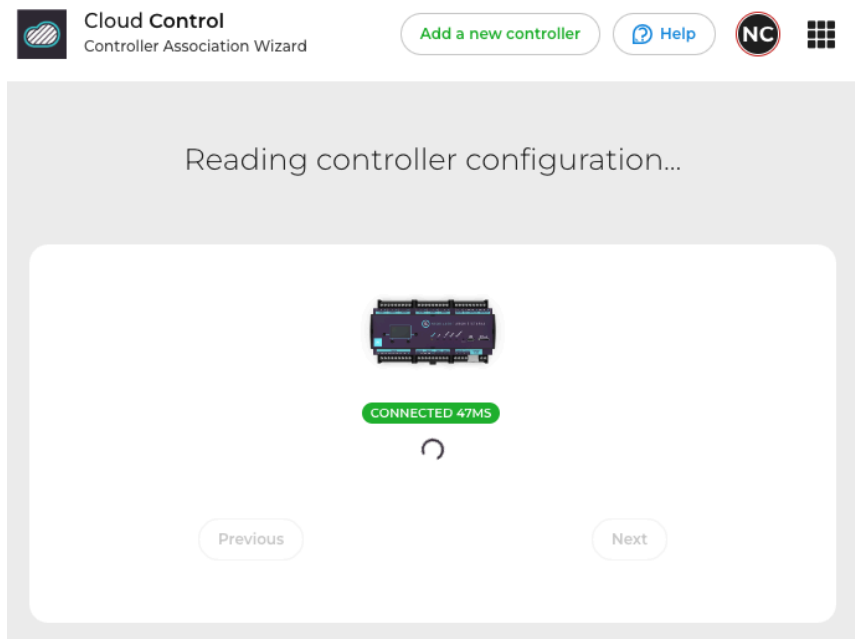 Cloud Control
Controller Association Wizard
Add a new controller
Help
NC
Reading controller configuration...
CONNECTED 47MS
Previous
Next